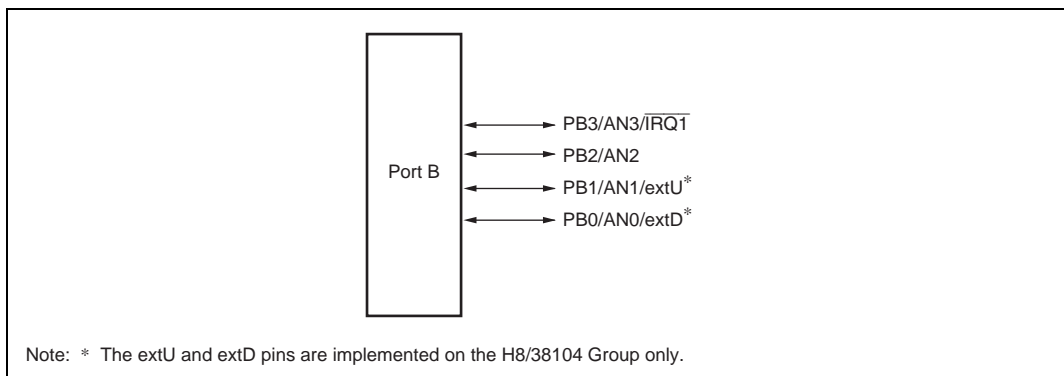 PB3/AN3/I̅R̅Q̅1̅
PB2/AN2
Port B
PB1/AN1/extU*
PB0/AN0/extD*
Note: * The extU and extD pins are implemented on the H8/38104 Group only.